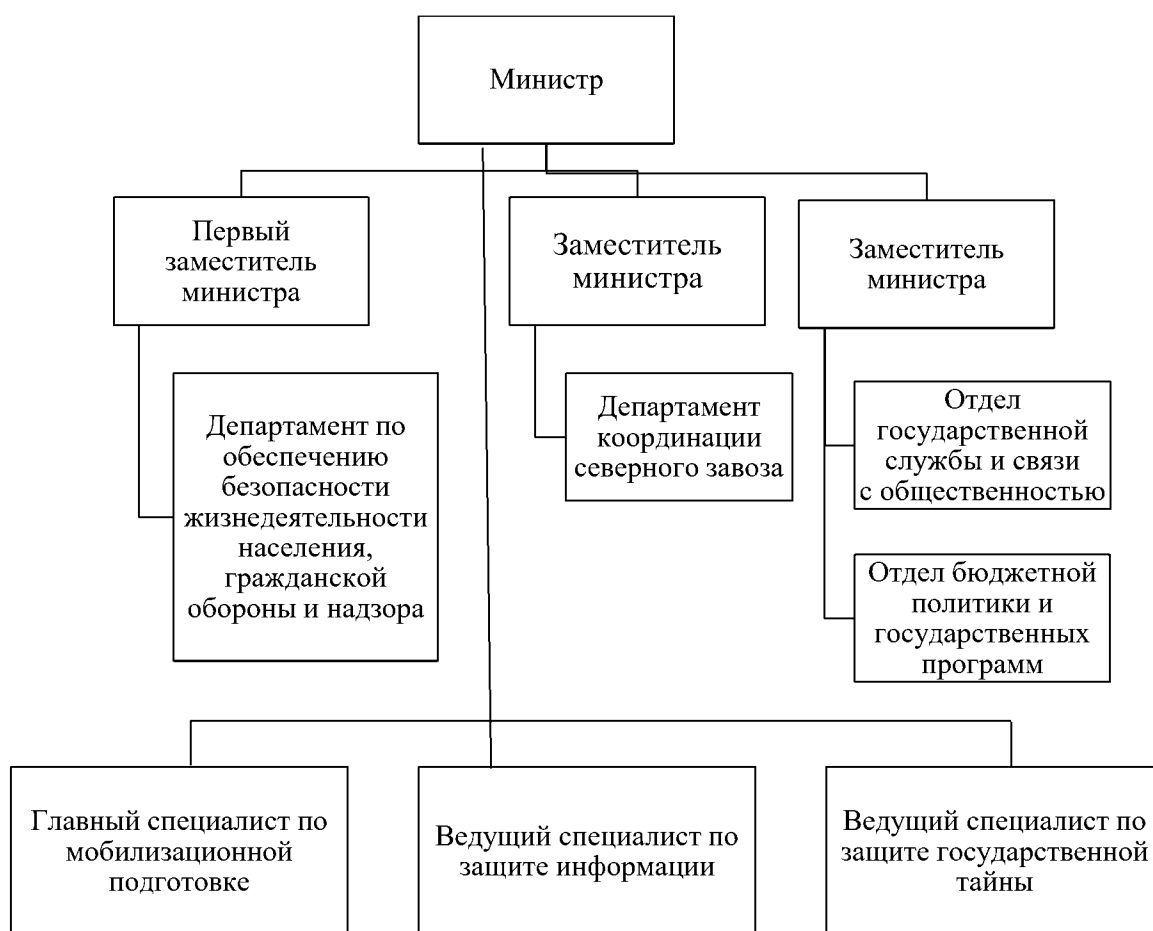 Министр
Первый
заместитель
министра
Заместитель
министра
Заместитель
министра
Департамент по
обеспечению
безопасности
жизнедеятельности
населения,
гражданской
обороны и надзора
Департамент
координации
северного завоза
Отдел
государственной
службы и связи
с общественностью
Отдел бюджетной
политики и
государственных
программ
Главный специалист по
мобилизационной
подготовке
Ведущий специалист по
защите информации
Ведущий специалист по
защите государственной
тайны